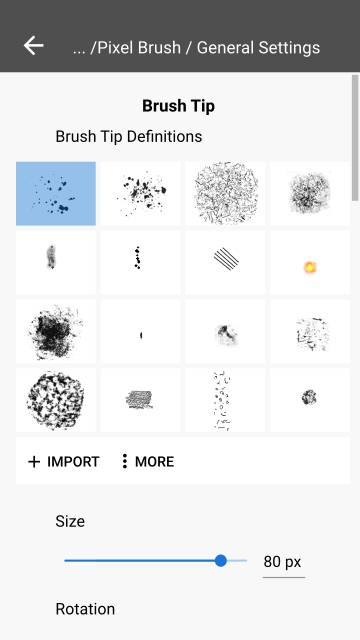 ... /Pixel Brush / General Settings
Brush Tip
Brush Tip Definitions
+ IMPORT
MORE
Size
80 px
Rotation